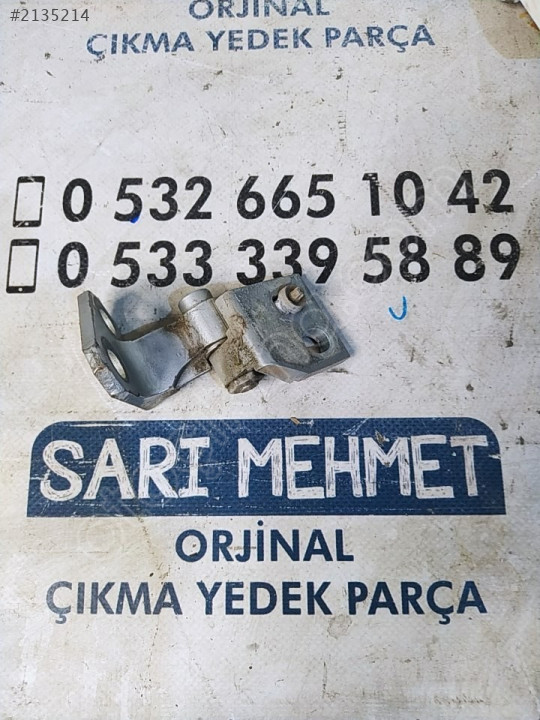 #2135214
ORJİNAL
ÇIKMA YEDEK PARÇA
0 532 665 10 42
0 533 339 58 89
SARI MEHMET
ORJİNAL
ÇIKMA YEDEK PARÇA